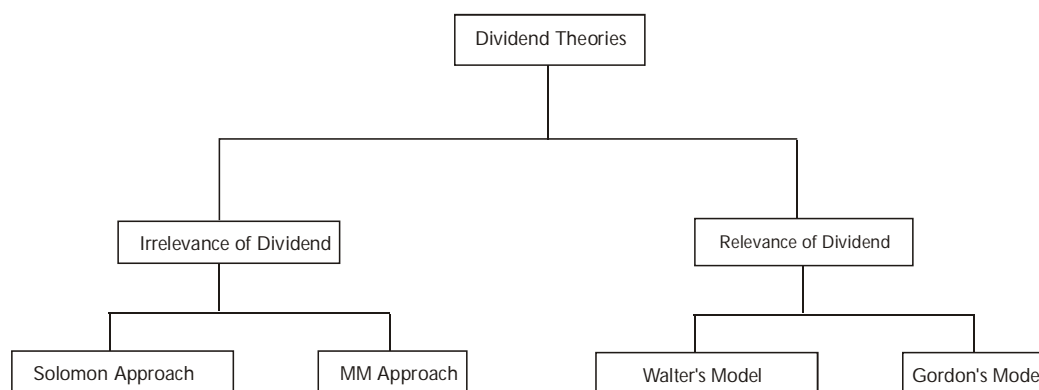 Dividend Theories
Irrelevance of Dividend
Relevance of Dividend
Solomon Approach
MM Approach
Walter's Model
Gordon's Mode